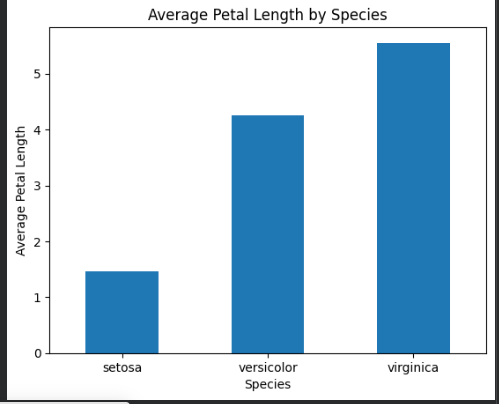 Average Petal Length by Species
Average Petal Length
5
4
3
2
1
0
setosa versicolor virginica
Species